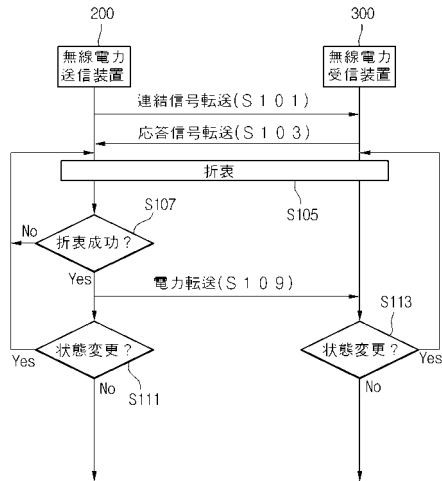 200
300
無線電力
送信装置
無線電力
受信装置
連結信号転送(S101)
応答信号転送(S103)
折衷
S105
S107
No
折衷成功？
Yes
電力転送(S109)
S113
状態変更？
Yes
No
S111
状態変更？
Yes
No